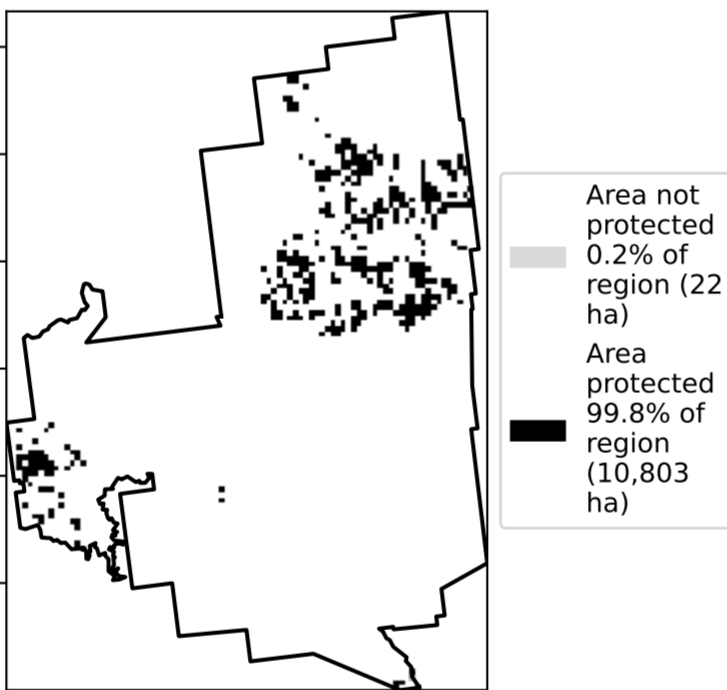 Area not
protected
0.2% of
region (22
ha)
Area
protected
99.8% of
region
(10,803
ha)